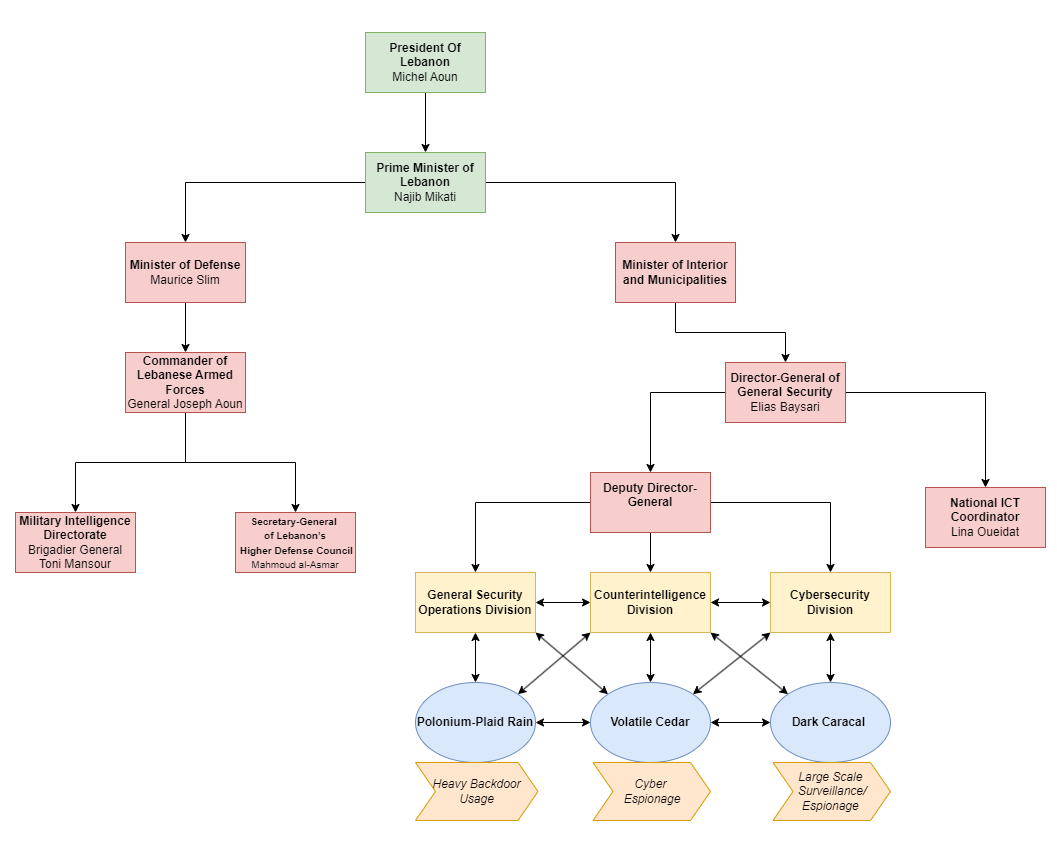 President Of
Lebanon
Michel Aoun
Prime Minister of
Lebanon
Najib Mikati
Minister of Defense
Maurice Slim
Minister of Interior
and Municipalities
Commander of
Lebanese Armed
Forces
General Joseph Aoun
Director-General of
General Security
Elias Baysari
Military Intelligence
Directorate
Brigadier General
Toni Mansour
Secretary-General
of Lebanon's
Higher Defense Council
Mahmoud al-Asmar
Deputy Director-
General
National ICT
Coordinator
Lina Oueidat
General Security
Operations Division
Counterintelligence
Division
Cybersecurity
Division
Polonium-Plaid Rain
Volatile Cedar
Dark Caracal
Heavy Backdoor
Usage
Cyber
Espionage
Large Scale
Surveillance/
Espionage